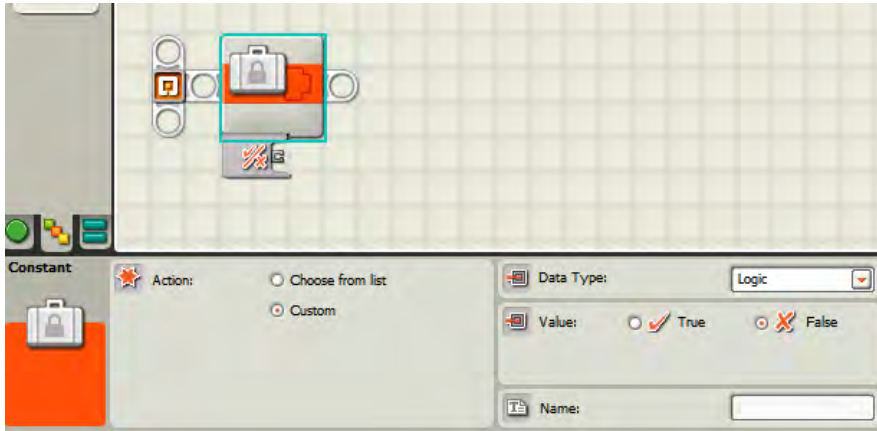 Constant
Action:
Choose from list
Custom
Data Type:
Logic
Value:
True
False
Name: